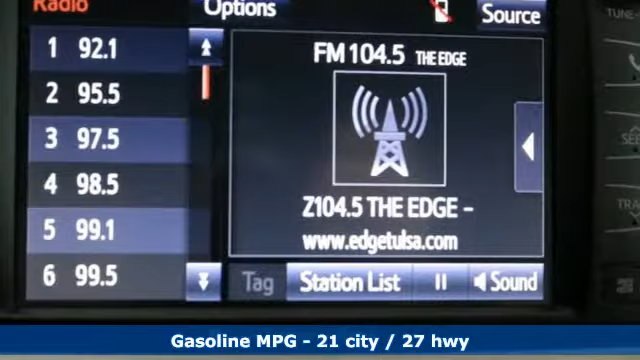 Radio
Options
Source
1 92.1
2 95.5
3 97.5
4 98.5
5 99.1
6 99.5
FM 104.5 THE EDGE
Z104.5 THE EDGE -
www.edgetulsa.com
Tag
Station List
Sound
TUNE
Gasoline MPG - 21 city / 27 hwy